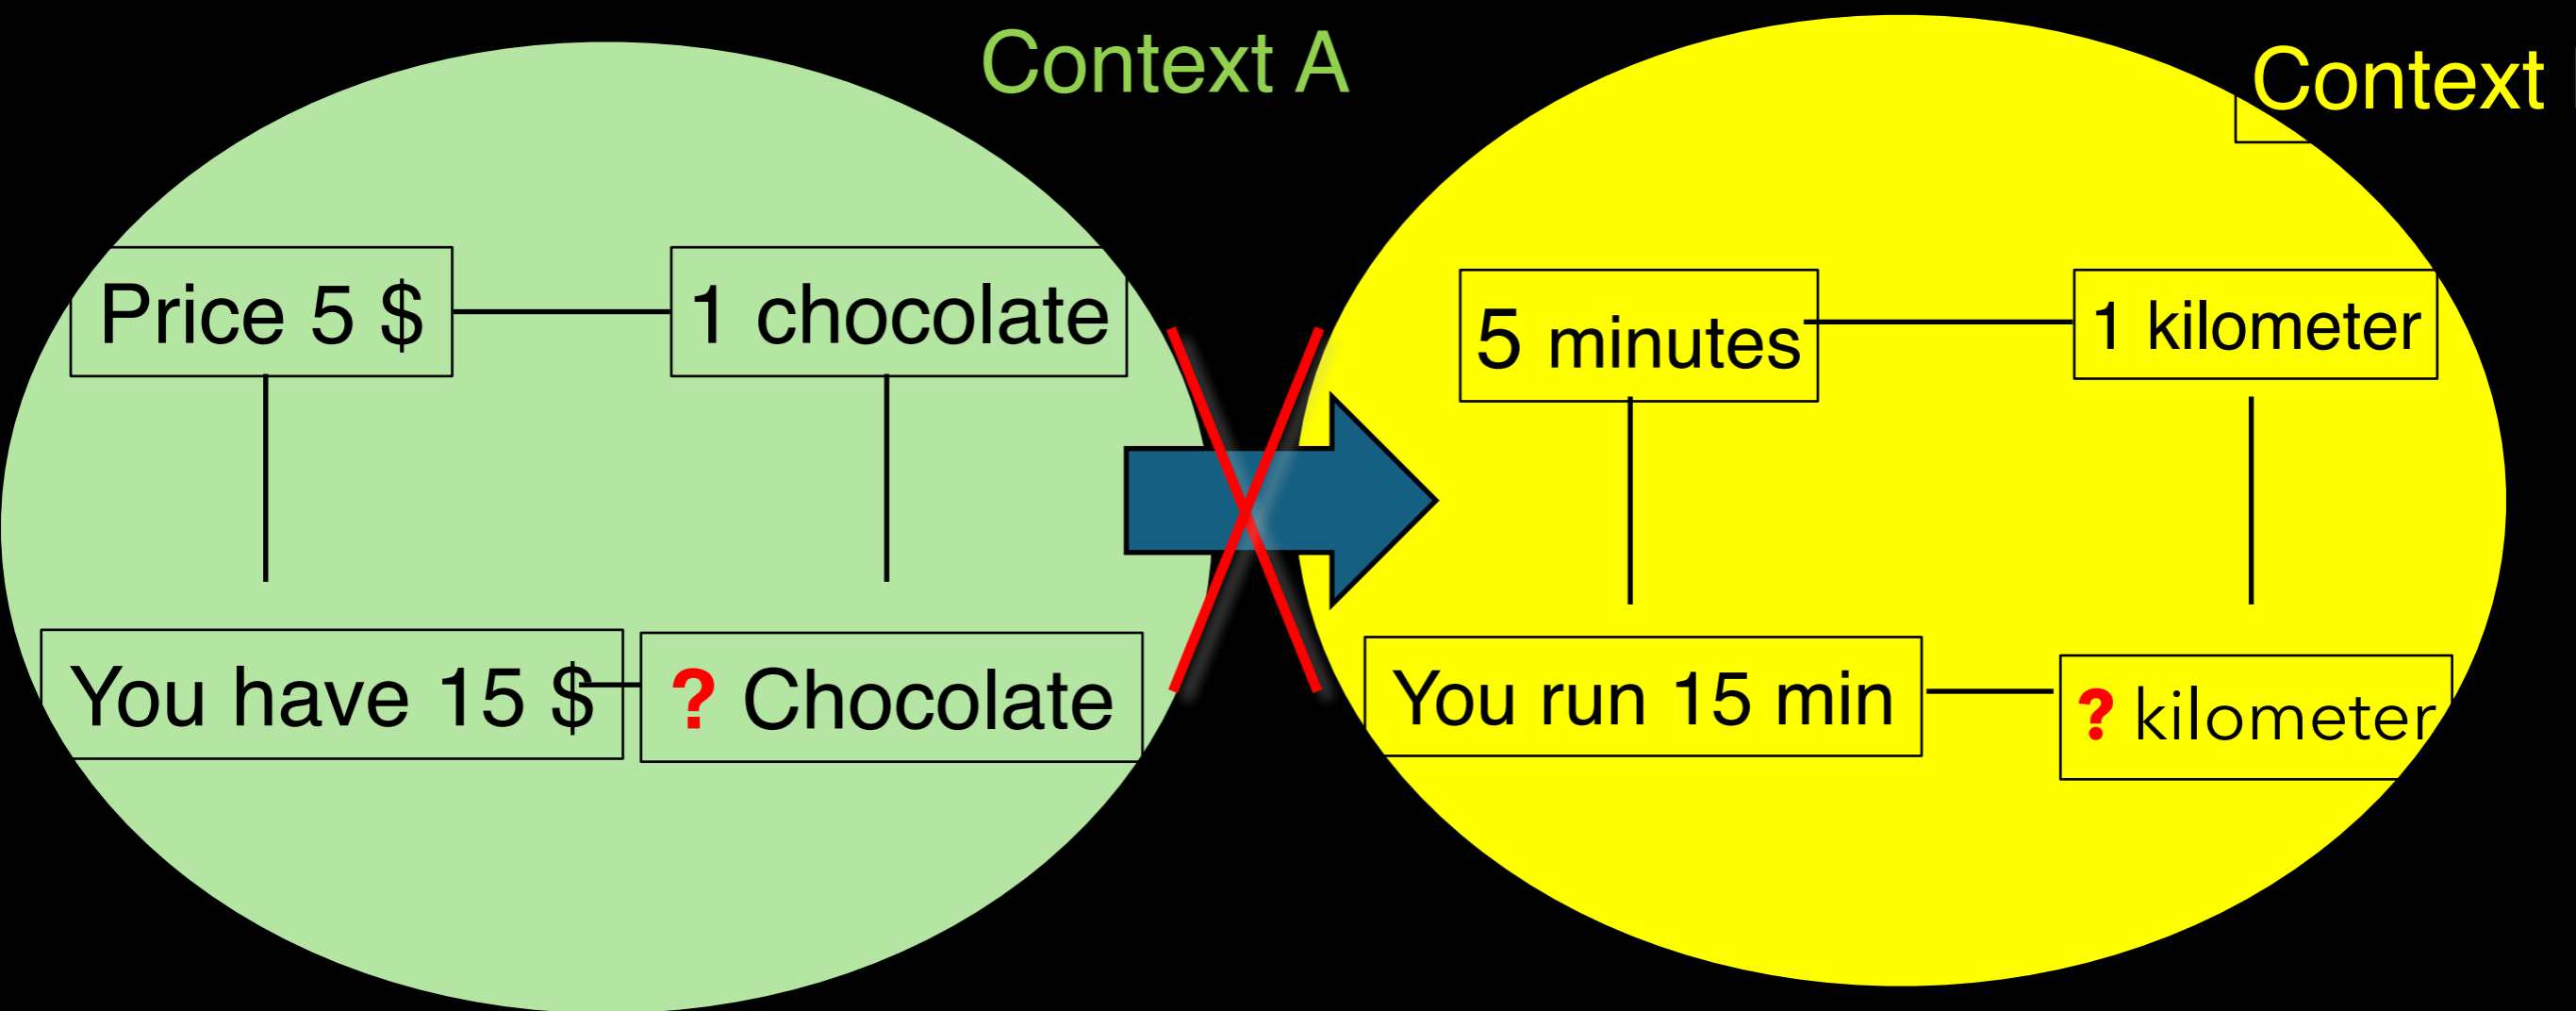 Context A
Context
Price 5 $
1 chocolate
You have 15 $
? Chocolate
5 minutes
1 kilometer
You run 15 min
? kilometer